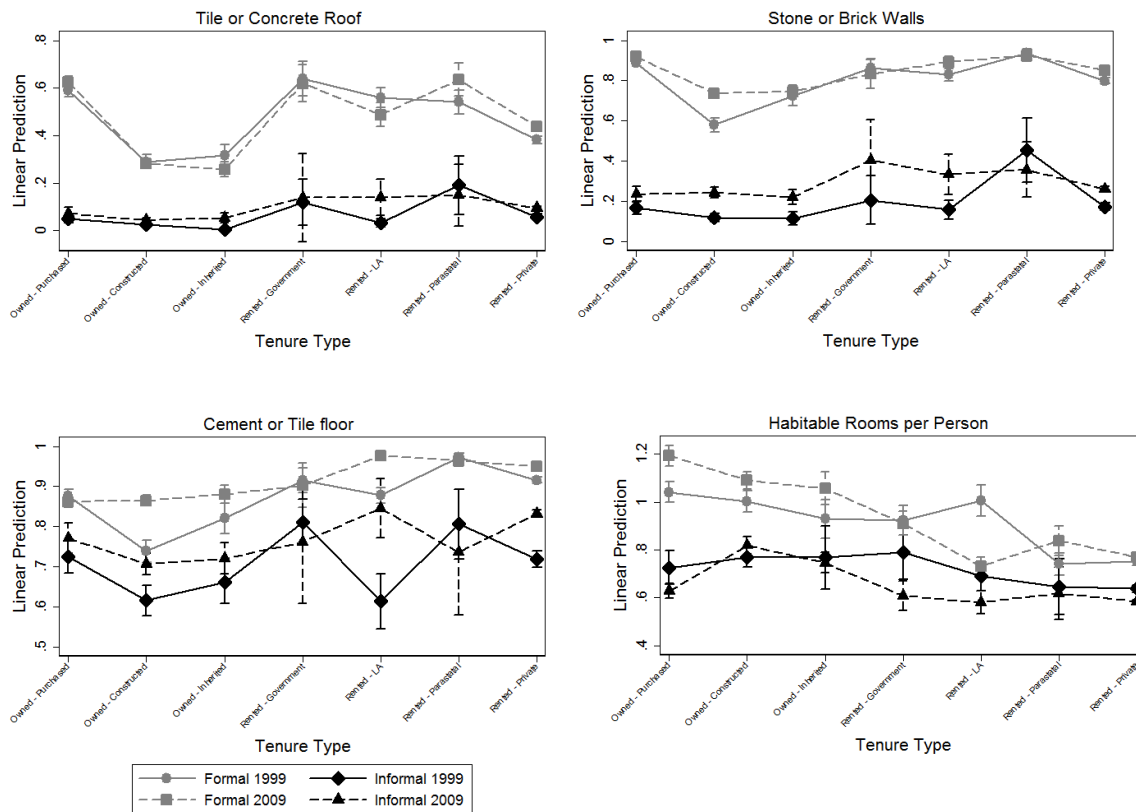 Tile or Concrete Roof
Linear Prediction
.8
.6
.4
.2
0
Owned - Purchased
Owned - Constructed
Owned - Inherited
Rented - Government
Rented - LA
Rented - Parastatal
Rented - Private
Tenure Type
Stone or Brick Walls
Linear Prediction
1
.8
.6
.4
.2
0
Owned - Purchased
Owned - Constructed
Owned - Inherited
Rented - Government
Rented - LA
Rented - Parastatal
Rented - Private
Tenure Type
Cement or Tile floor
Linear Prediction
1
.9
.8
.7
.6
.5
Owned - Purchased
Owned - Constructed
Owned - Inherited
Rented - Government
Rented - LA
Rented - Parastatal
Rented - Private
Tenure Type
Habitable Rooms per Person
Linear Prediction
1.2
1
.8
.6
.4
Owned - Purchased
Owned - Constructed
Owned - Inherited
Rented - Government
Rented - LA
Rented - Parastatal
Rented - Private
Tenure Type
Formal 1999 Informal 1999
Formal 2009 Informal 2009